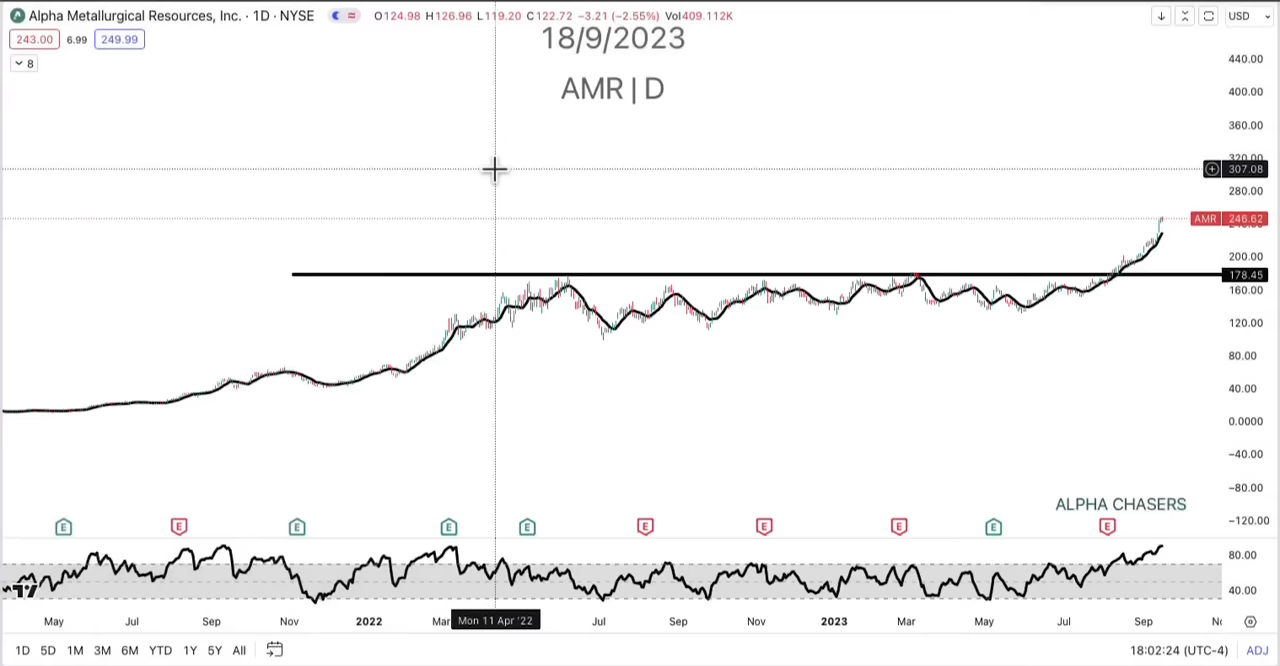 Alpha Metallurgical Resources, Inc. · 1D · NYSE O124.98 H126.96 L119.20 C122.72 −3.21 (−2.55%) Vol409.112K USD
243.00 6.99 249.99
8
18/9/2023
AMR | D
440.00
400.00
360.00
320.00
307.08
280.00
AMR 246.62
240.00
200.00
178.45
160.00
120.00
80.00
40.00
0.0000
−40.00
−80.00
ALPHA CHASERS
−120.00
E E E E E E E E E E
80.00
40.00
May Jul Sep Nov 2022 Mar Mon 11 Apr '22 Jul Sep Nov 2023 Mar May Jul Sep
1D 5D 1M 3M 6M YTD 1Y 5Y All 18:02:24 (UTC-4) ADJ